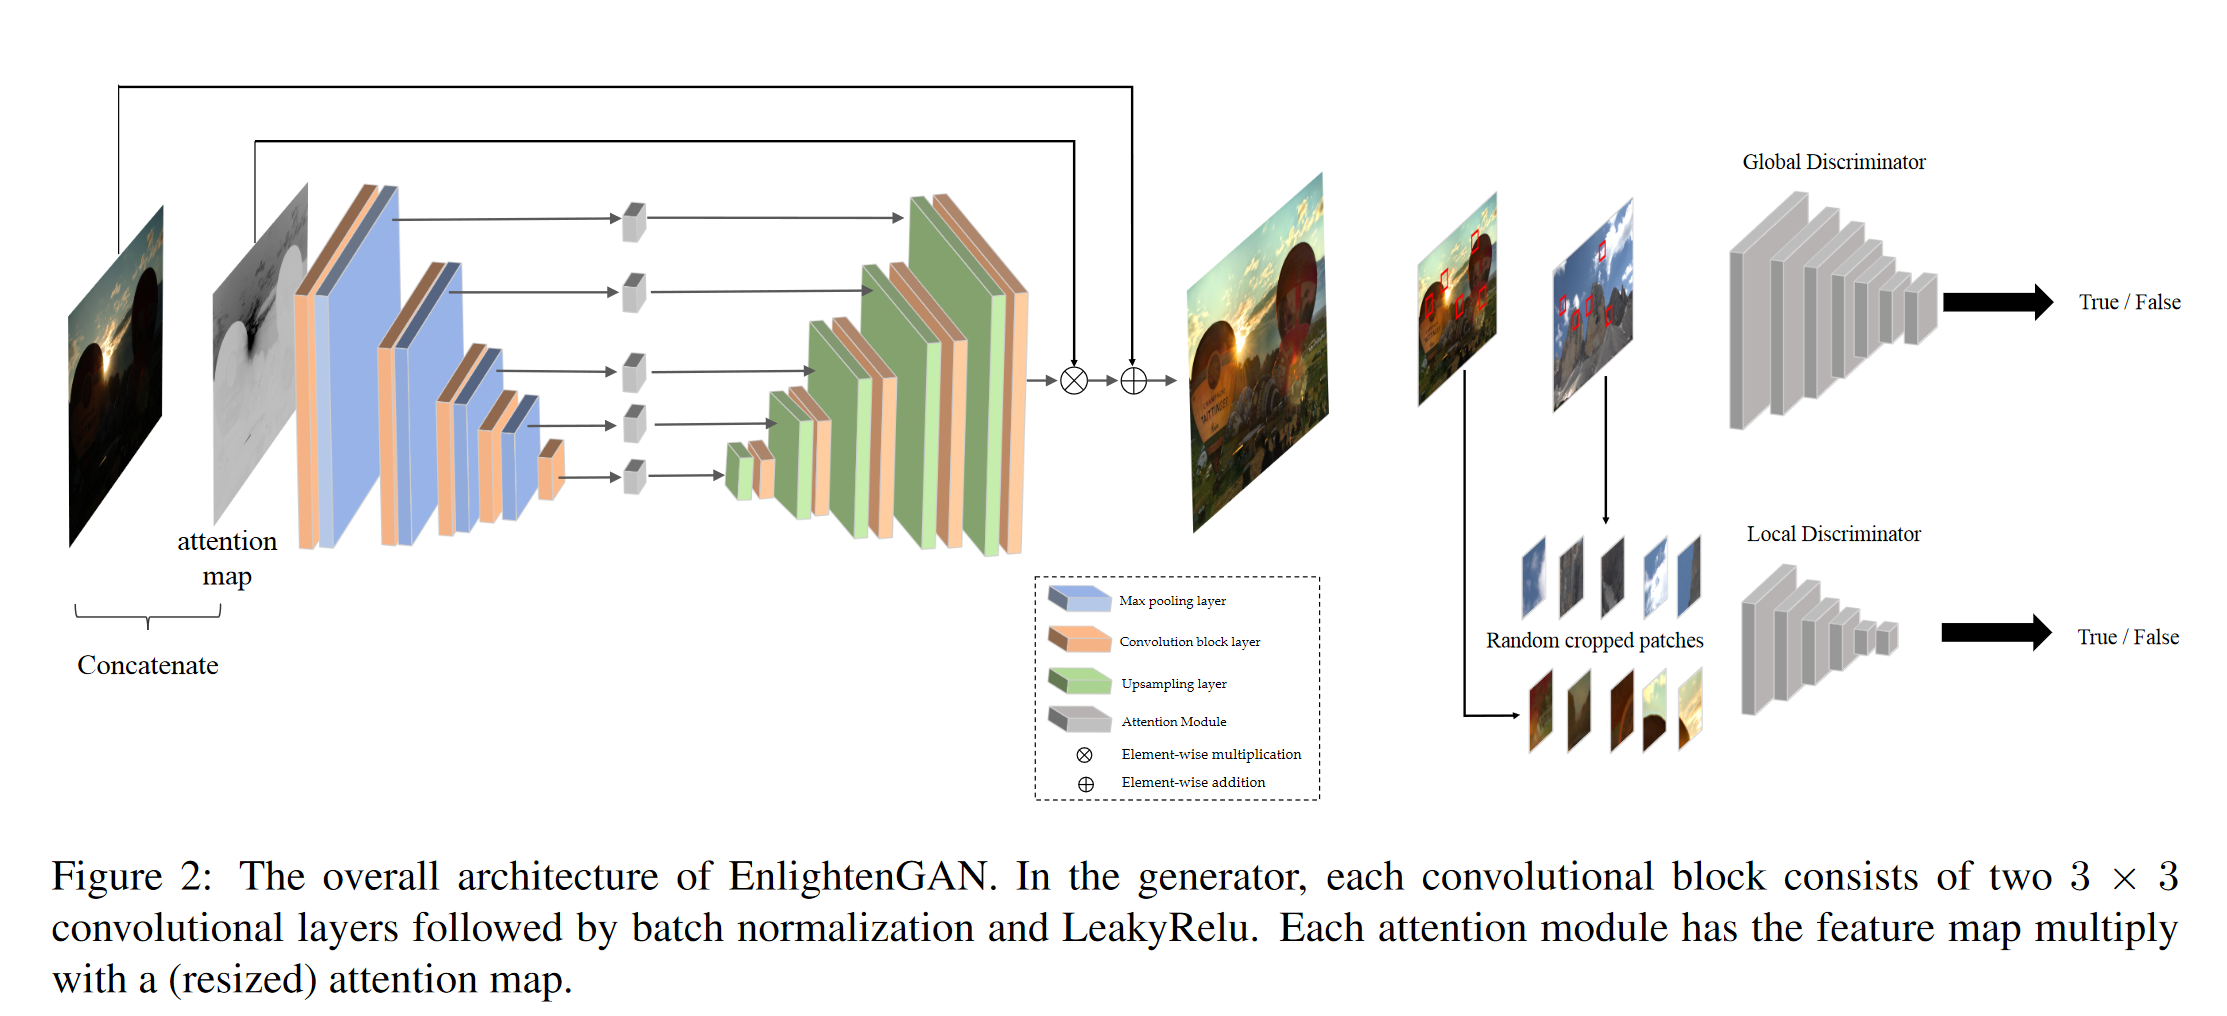 Global Discriminator
True / False
attention
map
Concatenate
Local Discriminator
Random cropped patches
True / False
Max pooling layer
Convolution block layer
Upsampling layer
Attention Module
Element-wise multiplication
Element-wise addition
Figure 2: The overall architecture of EnlightenGAN. In the generator, each convolutional block consists of two 3 × 3
convolutional layers followed by batch normalization and LeakyRelu. Each attention module has the feature map multiply
with a (resized) attention map.